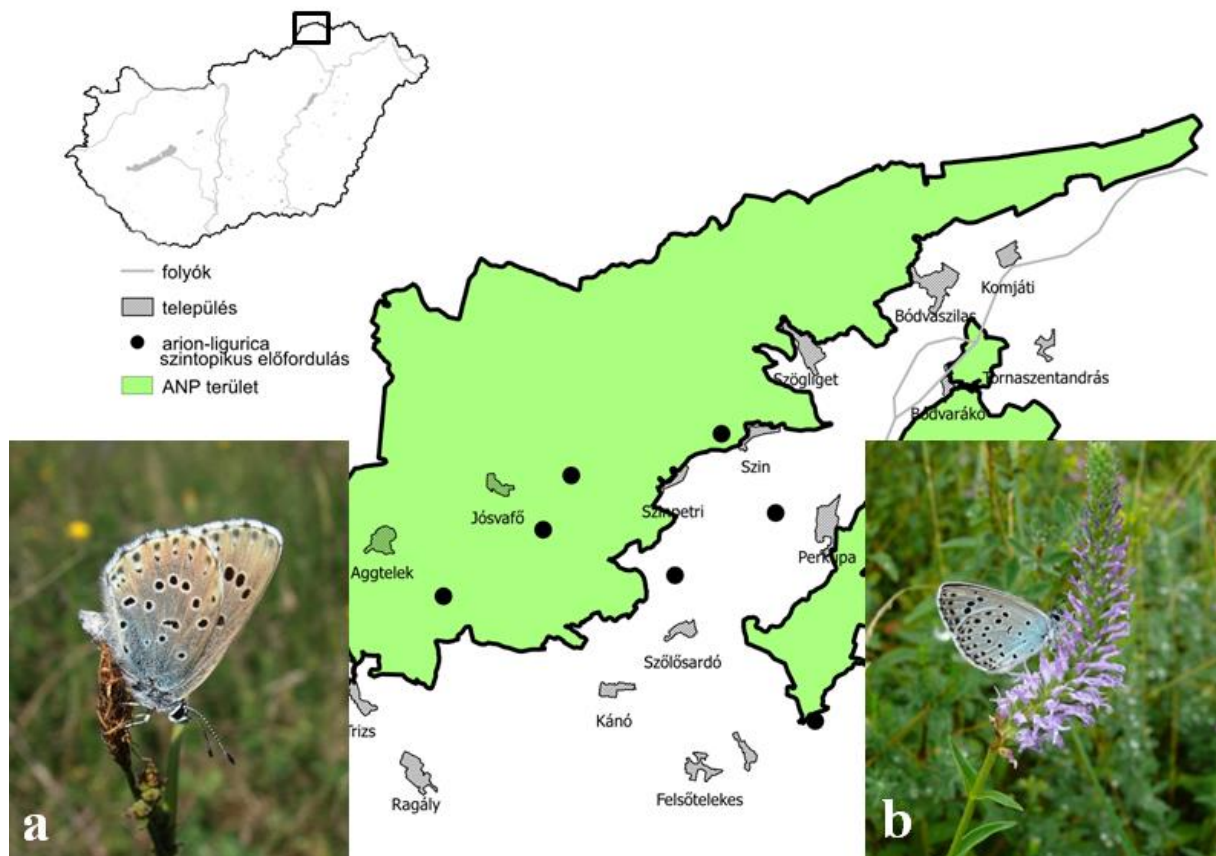 folyók
település
arion-ligurica
szintopikus előfordulás
ANP terület
Komjáti
Bódvaszilas
Szögliget
Tornaszentandrás
Bódvarákó
Szin
Jósvafő
Szinpetri
Perkupa
Aggtelek
Szőlősardó
Kánó
Trizs
Ragály
Felsőtelekes
a
b